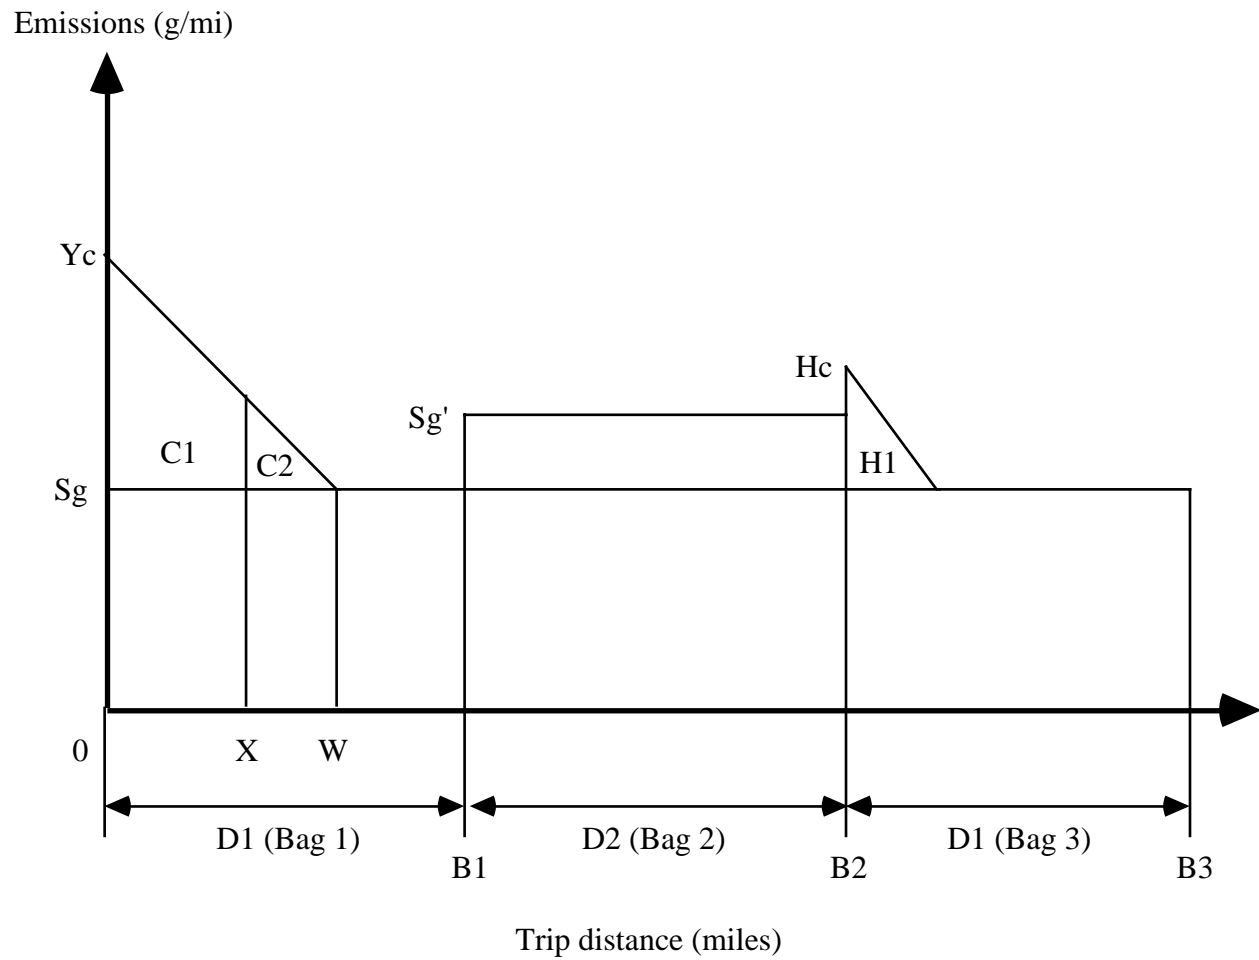 Emissions (g/mi)
Yc
Hc
Sg'
C1
C2
H1
Sg
0
X
W
D1 (Bag 1)
D2 (Bag 2)
D1 (Bag 3)
B1
B2
B3
Trip distance (miles)